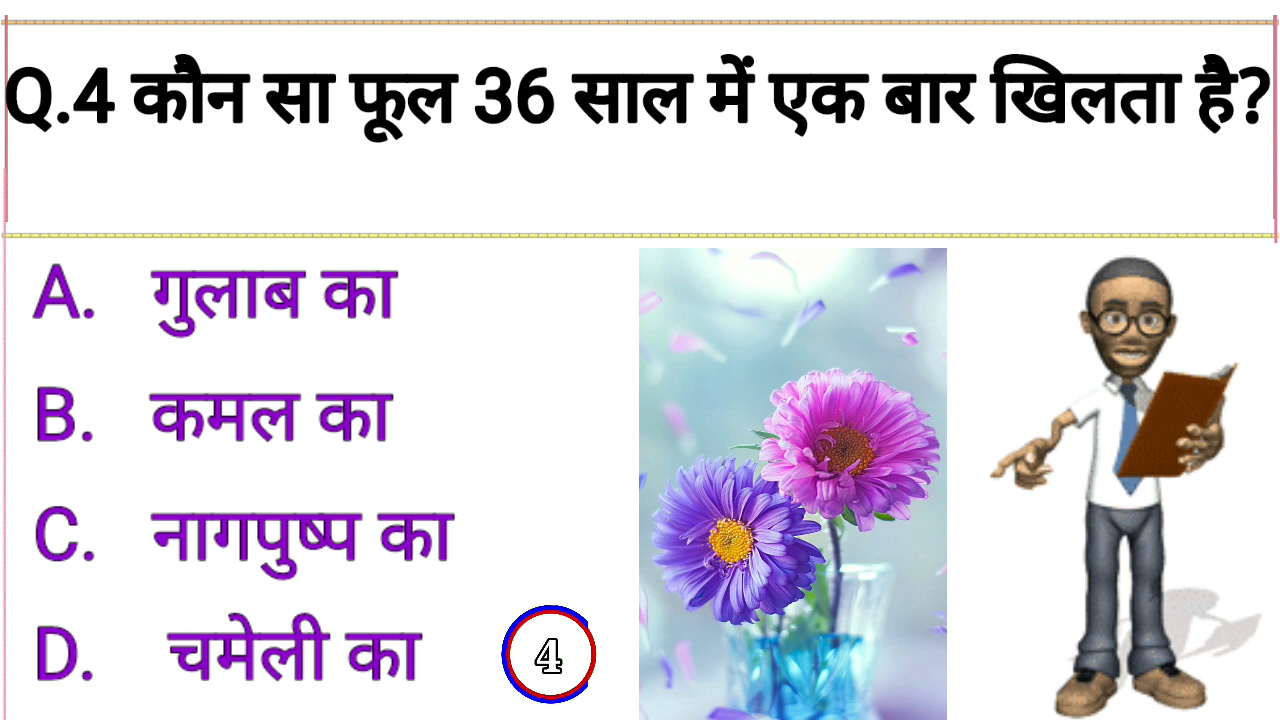 Q.4 कौन सा फूल 36 साल में एक बार खिलता है?
A. गुलाब का
B. कमल का
C. नागपुष्प का
D. चमेली का
4